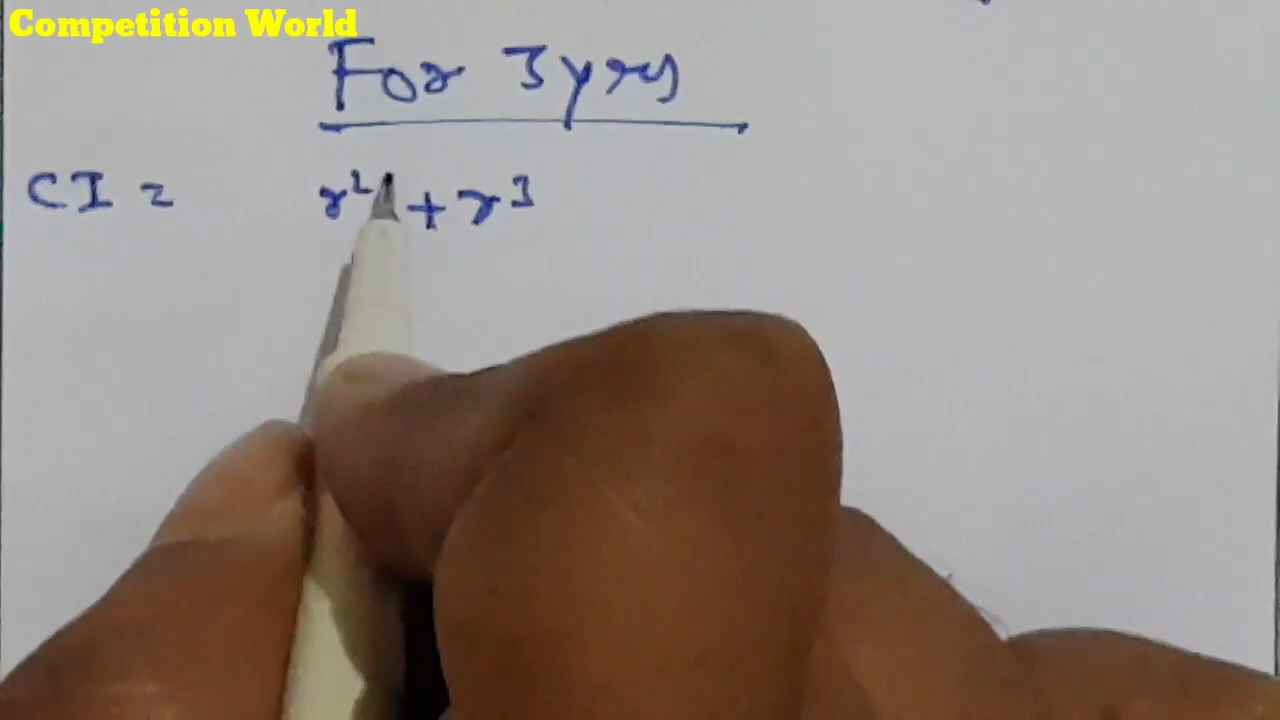 Competition World
For 3yrs
CI = r² + r³